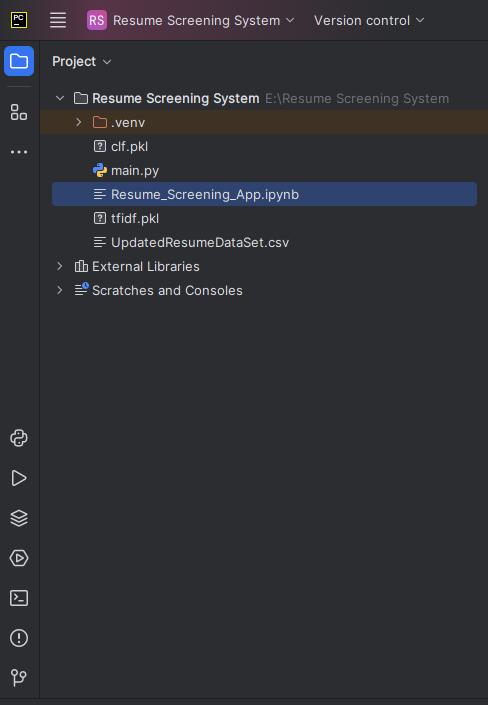 PC RS Resume Screening System Version control
Project
Resume Screening System E:\Resume Screening System
.venv
clf.pkl
main.py
Resume_Screening_App.ipynb
tfidf.pkl
UpdatedResumeDataSet.csv
External Libraries
Scratches and Consoles